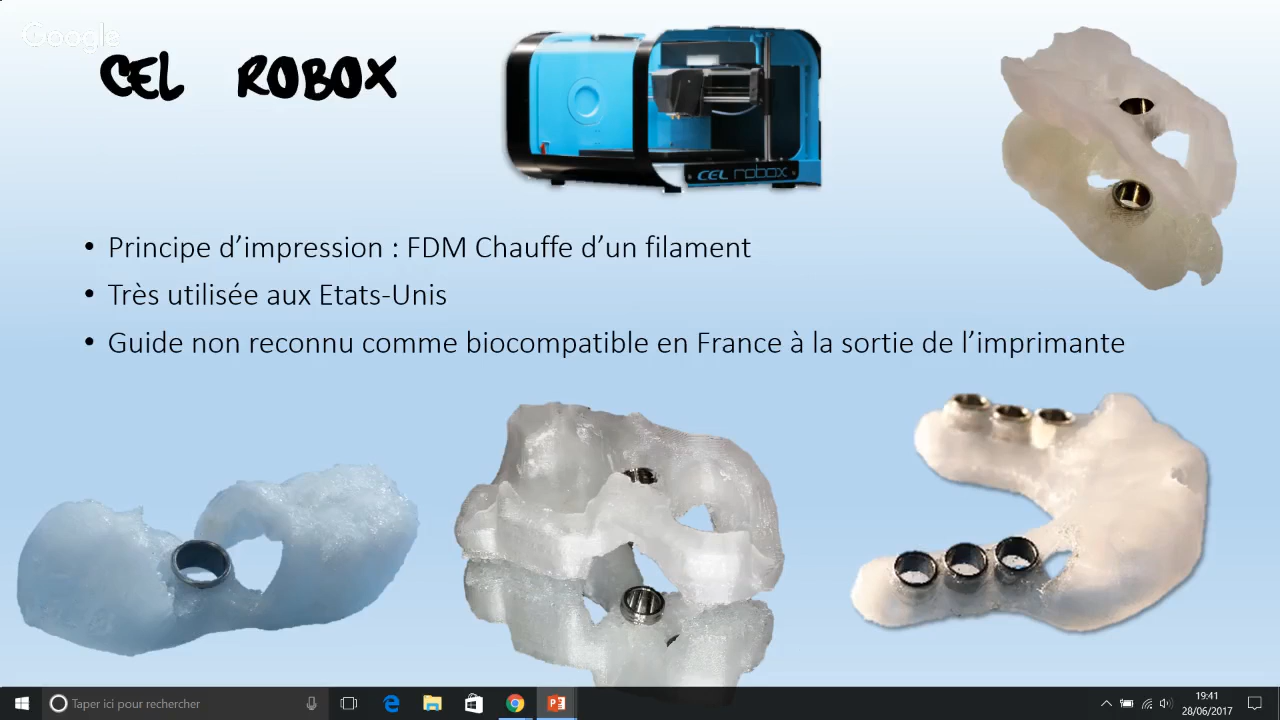 Google
CEL ROBOX
CEL robox
• Principe d’impression : FDM Chauffe d’un filament
• Très utilisée aux Etats-Unis
• Guide non reconnu comme biocompatible en France à la sortie de l’imprimante
Taper ici pour rechercher
19:41
28/06/2017